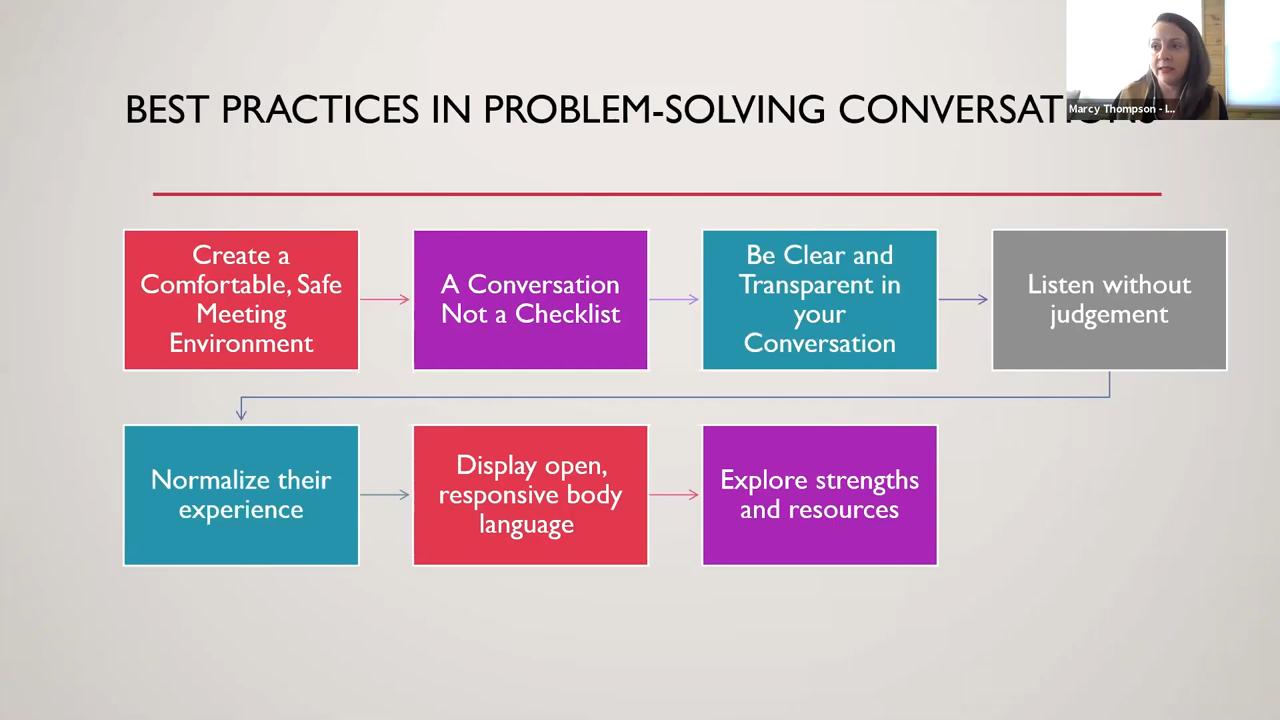 BEST PRACTICES IN PROBLEM-SOLVING CONVERSATIONS
Marcy Thompson - I...
Create a
Comfortable, Safe
Meeting
Environment
A Conversation
Not a Checklist
Be Clear and
Transparent in
your
Conversation
Listen without
judgement
Normalize their
experience
Display open,
responsive body
language
Explore strengths
and resources